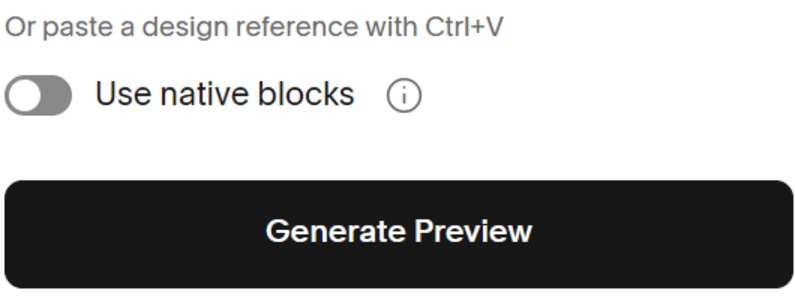 Or paste a design reference with Ctrl+V
Use native blocks
Generate Preview